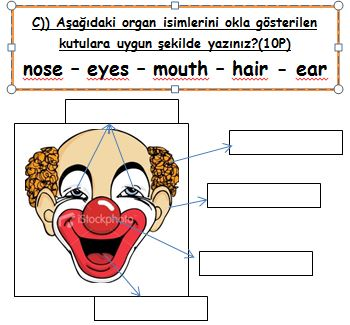 C)) Aşağıdaki organ isimlerini okla gösterilen
kutulara uygun şekilde yazınız?(10P)
nose – eyes – mouth – hair - ear
iStockphoto